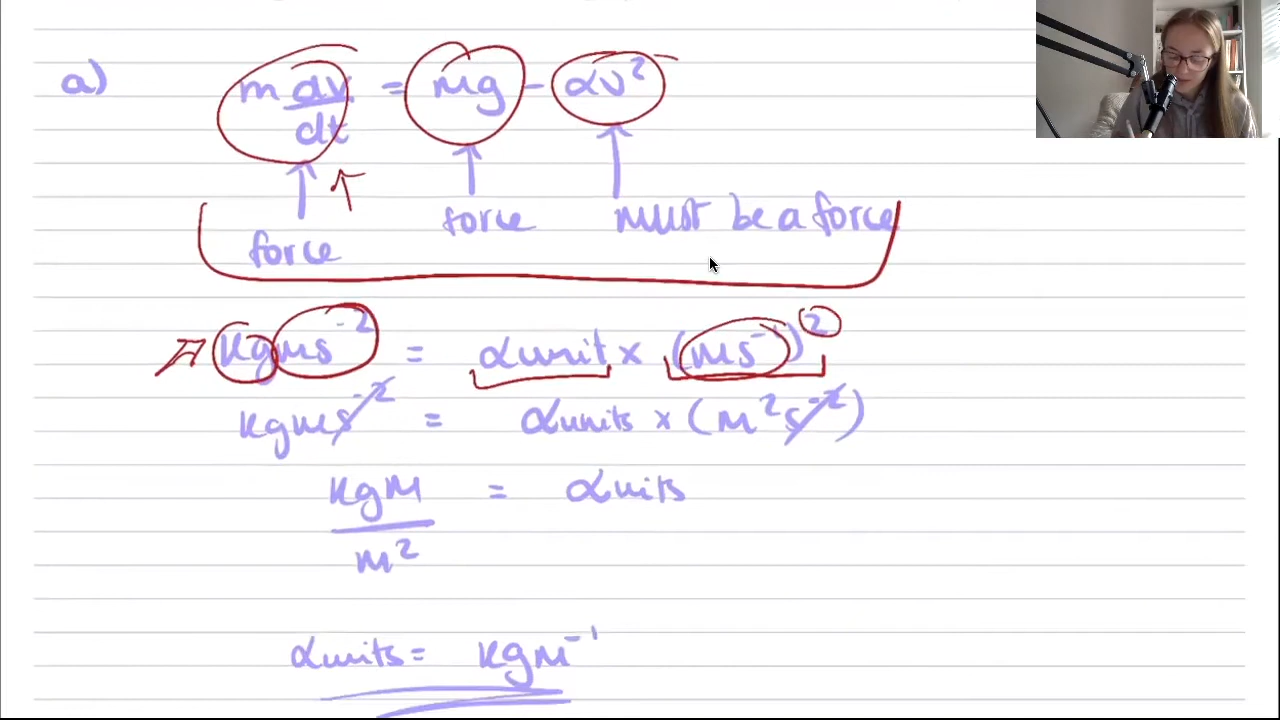 a) m dv/dt = mg - αv²
force force must be a force
kgms⁻² = α unit × (ms⁻¹)²
kgms⁻² = α units × (m²s⁻²)
kgm/m² = α units
α units = kgm⁻¹